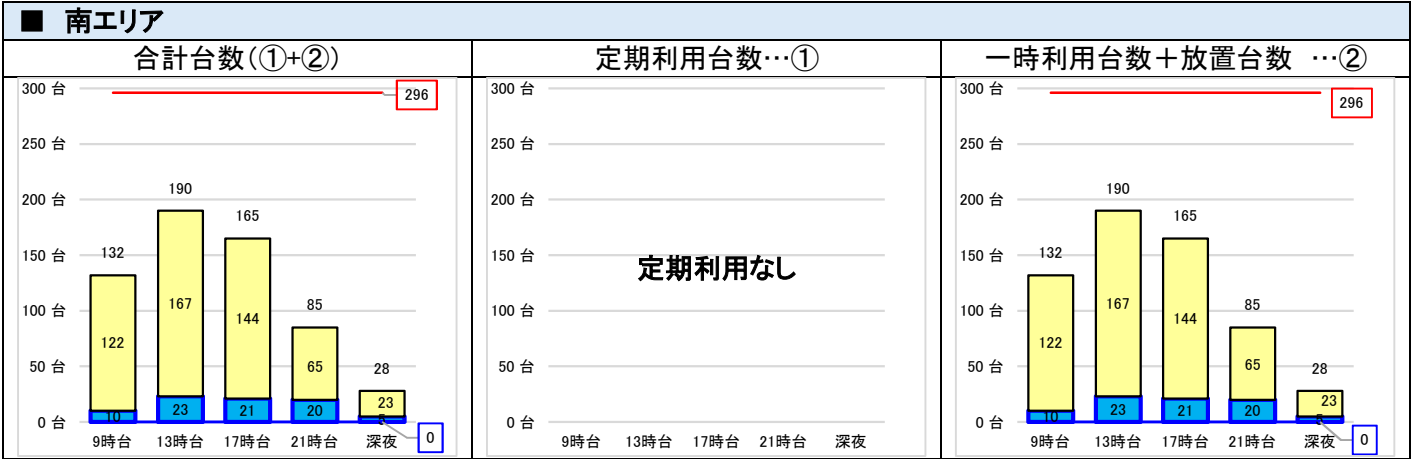 ■ 南エリア
合計台数(①+②)
定期利用台数…①
一時利用台数＋放置台数 …②
300 台
250 台
200 台
150 台
100 台
50 台
0 台
296
132
190
165
85
28
122
167
144
65
23
10
23
21
20
5
0
9時台 13時台 17時台 21時台 深夜
300 台
250 台
200 台
150 台
100 台
50 台
0 台
定期利用なし
9時台 13時台 17時台 21時台 深夜
300 台
250 台
200 台
150 台
100 台
50 台
0 台
296
132
190
165
85
28
122
167
144
65
23
10
23
21
20
5
0
9時台 13時台 17時台 21時台 深夜